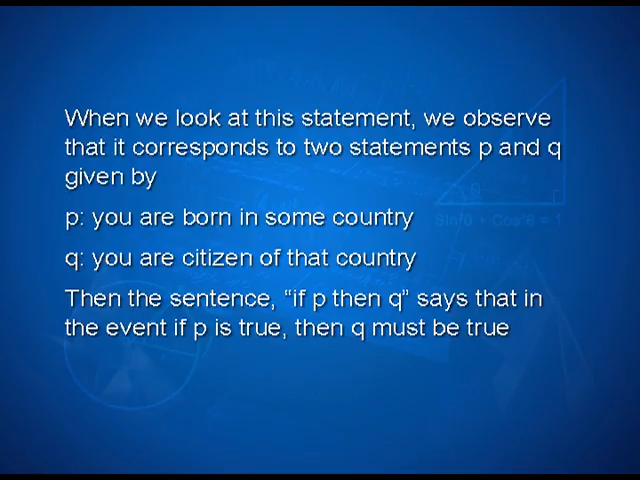 When we look at this statement, we observe
that it corresponds to two statements p and q
given by
p: you are born in some country
q: you are citizen of that country
Then the sentence, “if p then q” says that in
the event if p is true, then q must be true